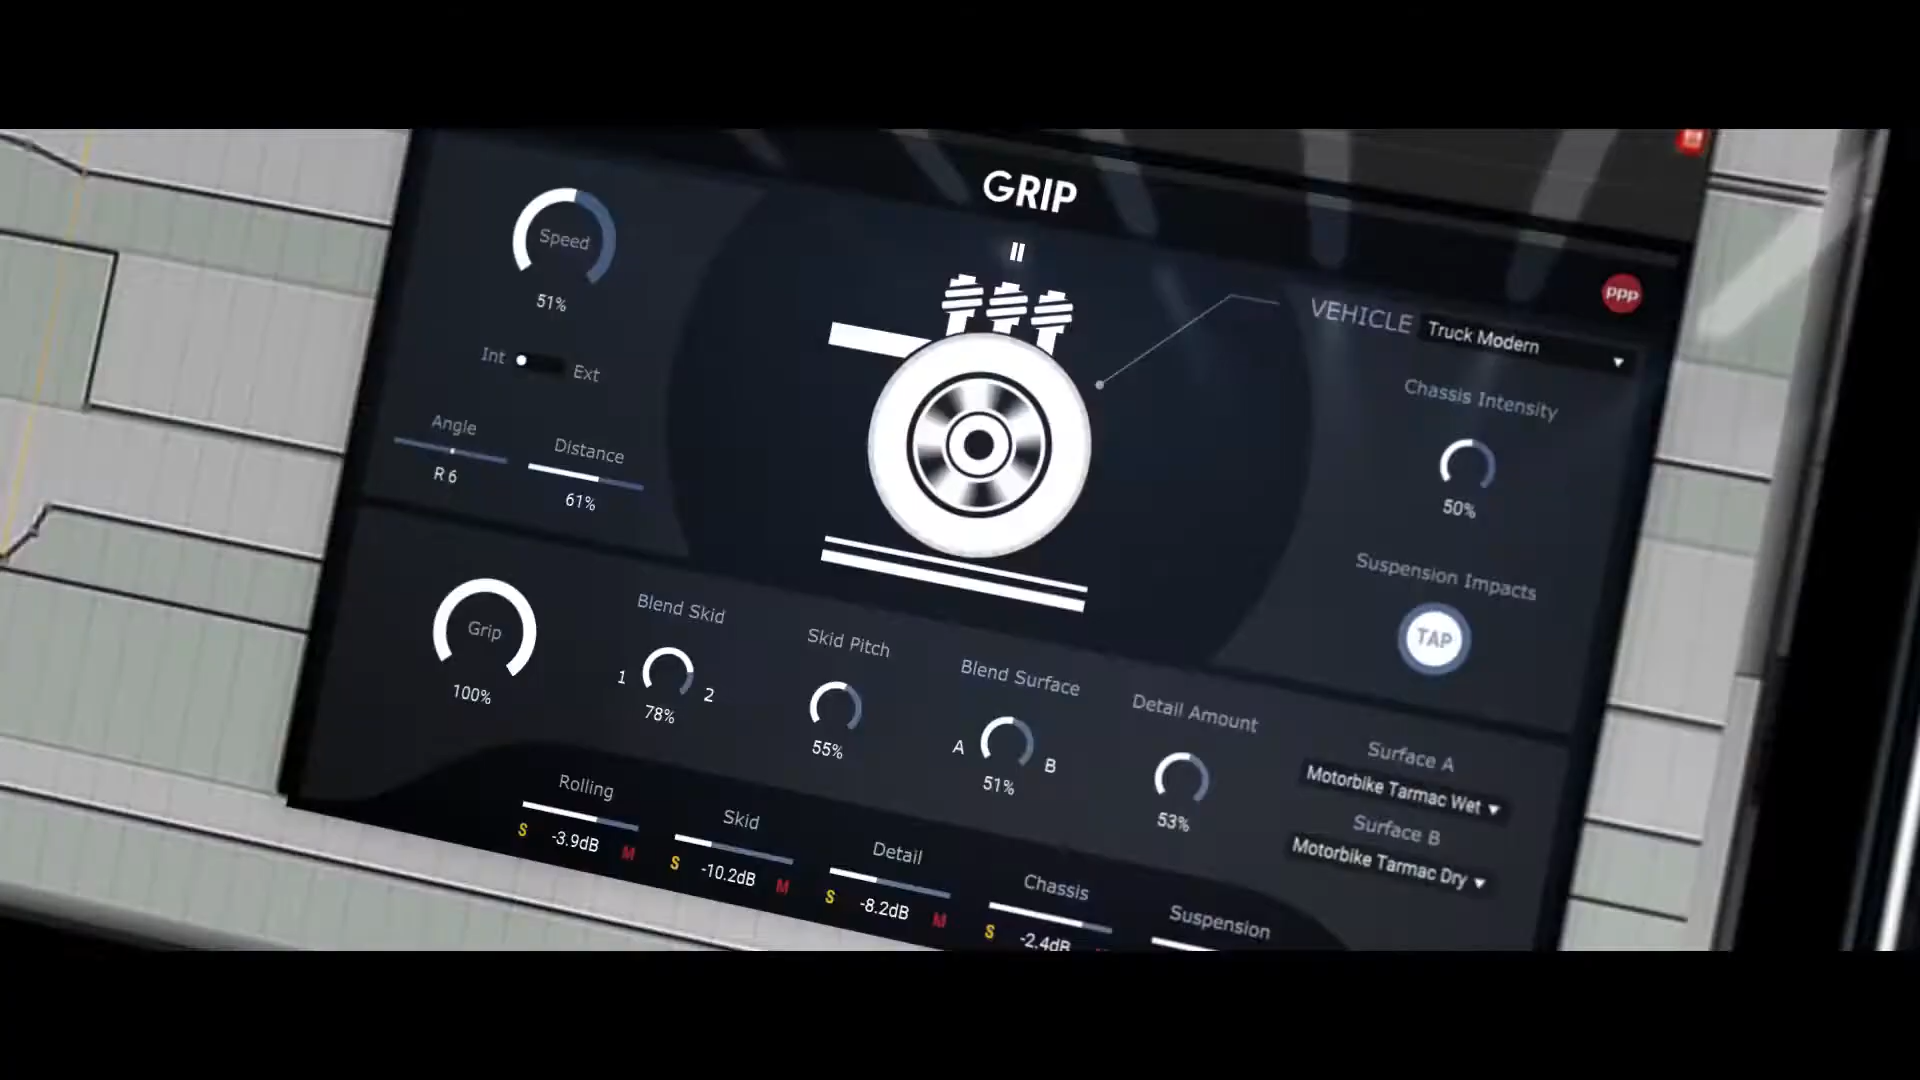 GRIP
Speed
51%
Int
Ext
Angle
R 6
Distance
61%
PPP
VEHICLE
Truck Modern
Chassis Intensity
50%
Suspension Impacts
TAP
Grip
100%
Blend Skid
1
2
78%
Skid Pitch
55%
Blend Surface
A
B
51%
Detail Amount
53%
Surface A
Motorbike Tarmac Wet
Surface B
Motorbike Tarmac Dry
Rolling
S -3.9dB M
Skid
S -10.2dB M
Detail
S -8.2dB M
Chassis
S -2.4dB
Suspension